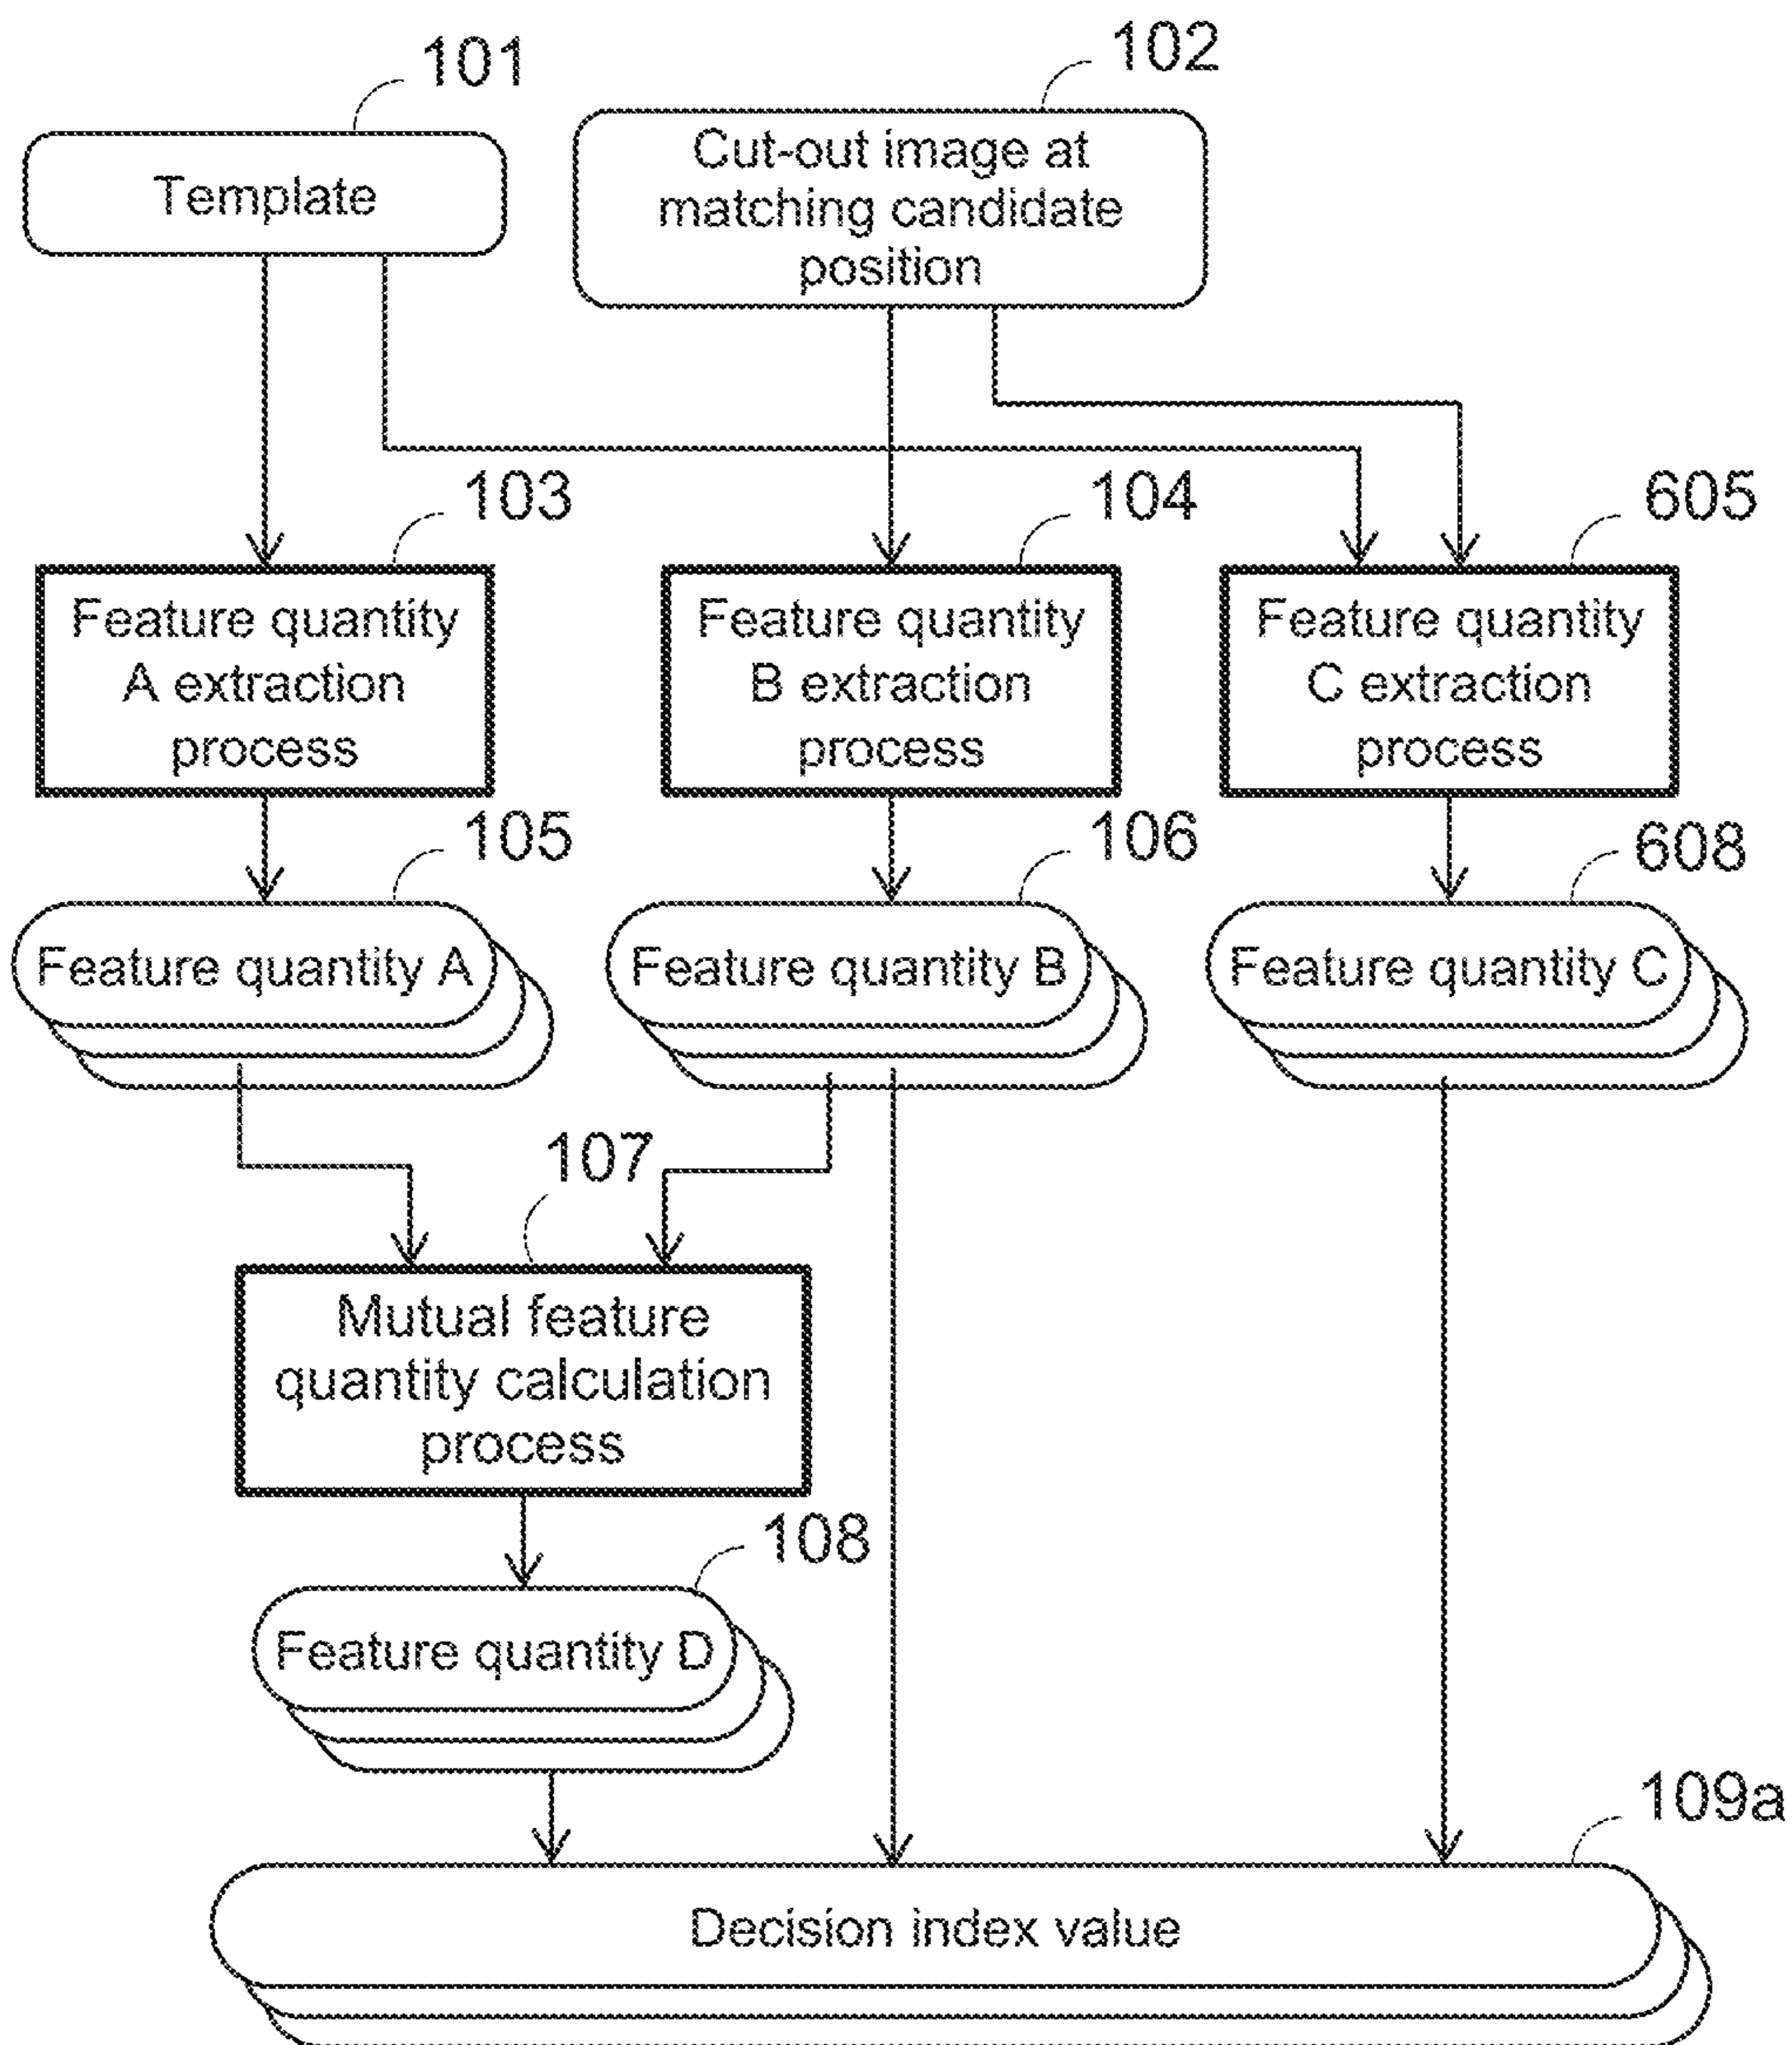 101
102
Template
Cut-out image at
matching candidate
position
103
104
605
Feature quantity
A extraction
process
Feature quantity
B extraction
process
Feature quantity
C extraction
process
105
106
608
Feature quantity A
Feature quantity B
Feature quantity C
107
Mutual feature
quantity calculation
process
108
Feature quantity D
109a
Decision index value